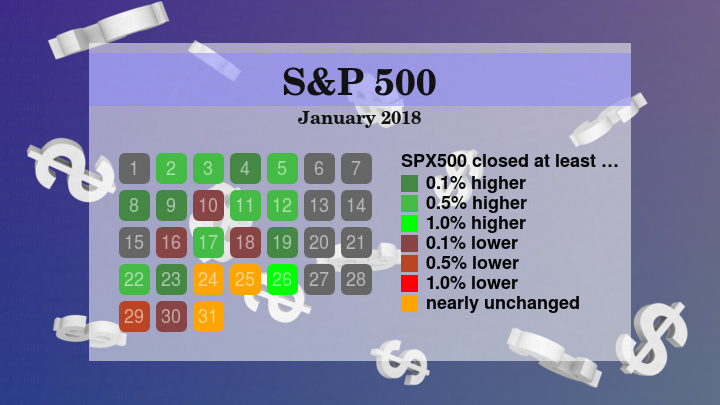 S&P 500
January 2018
1 2 3 4 5 6 7
8 9 10 11 12 13 14
15 16 17 18 19 20 21
22 23 24 25 26 27 28
29 30 31
SPX500 closed at least ...
0.1% higher
0.5% higher
1.0% higher
0.1% lower
0.5% lower
1.0% lower
nearly unchanged